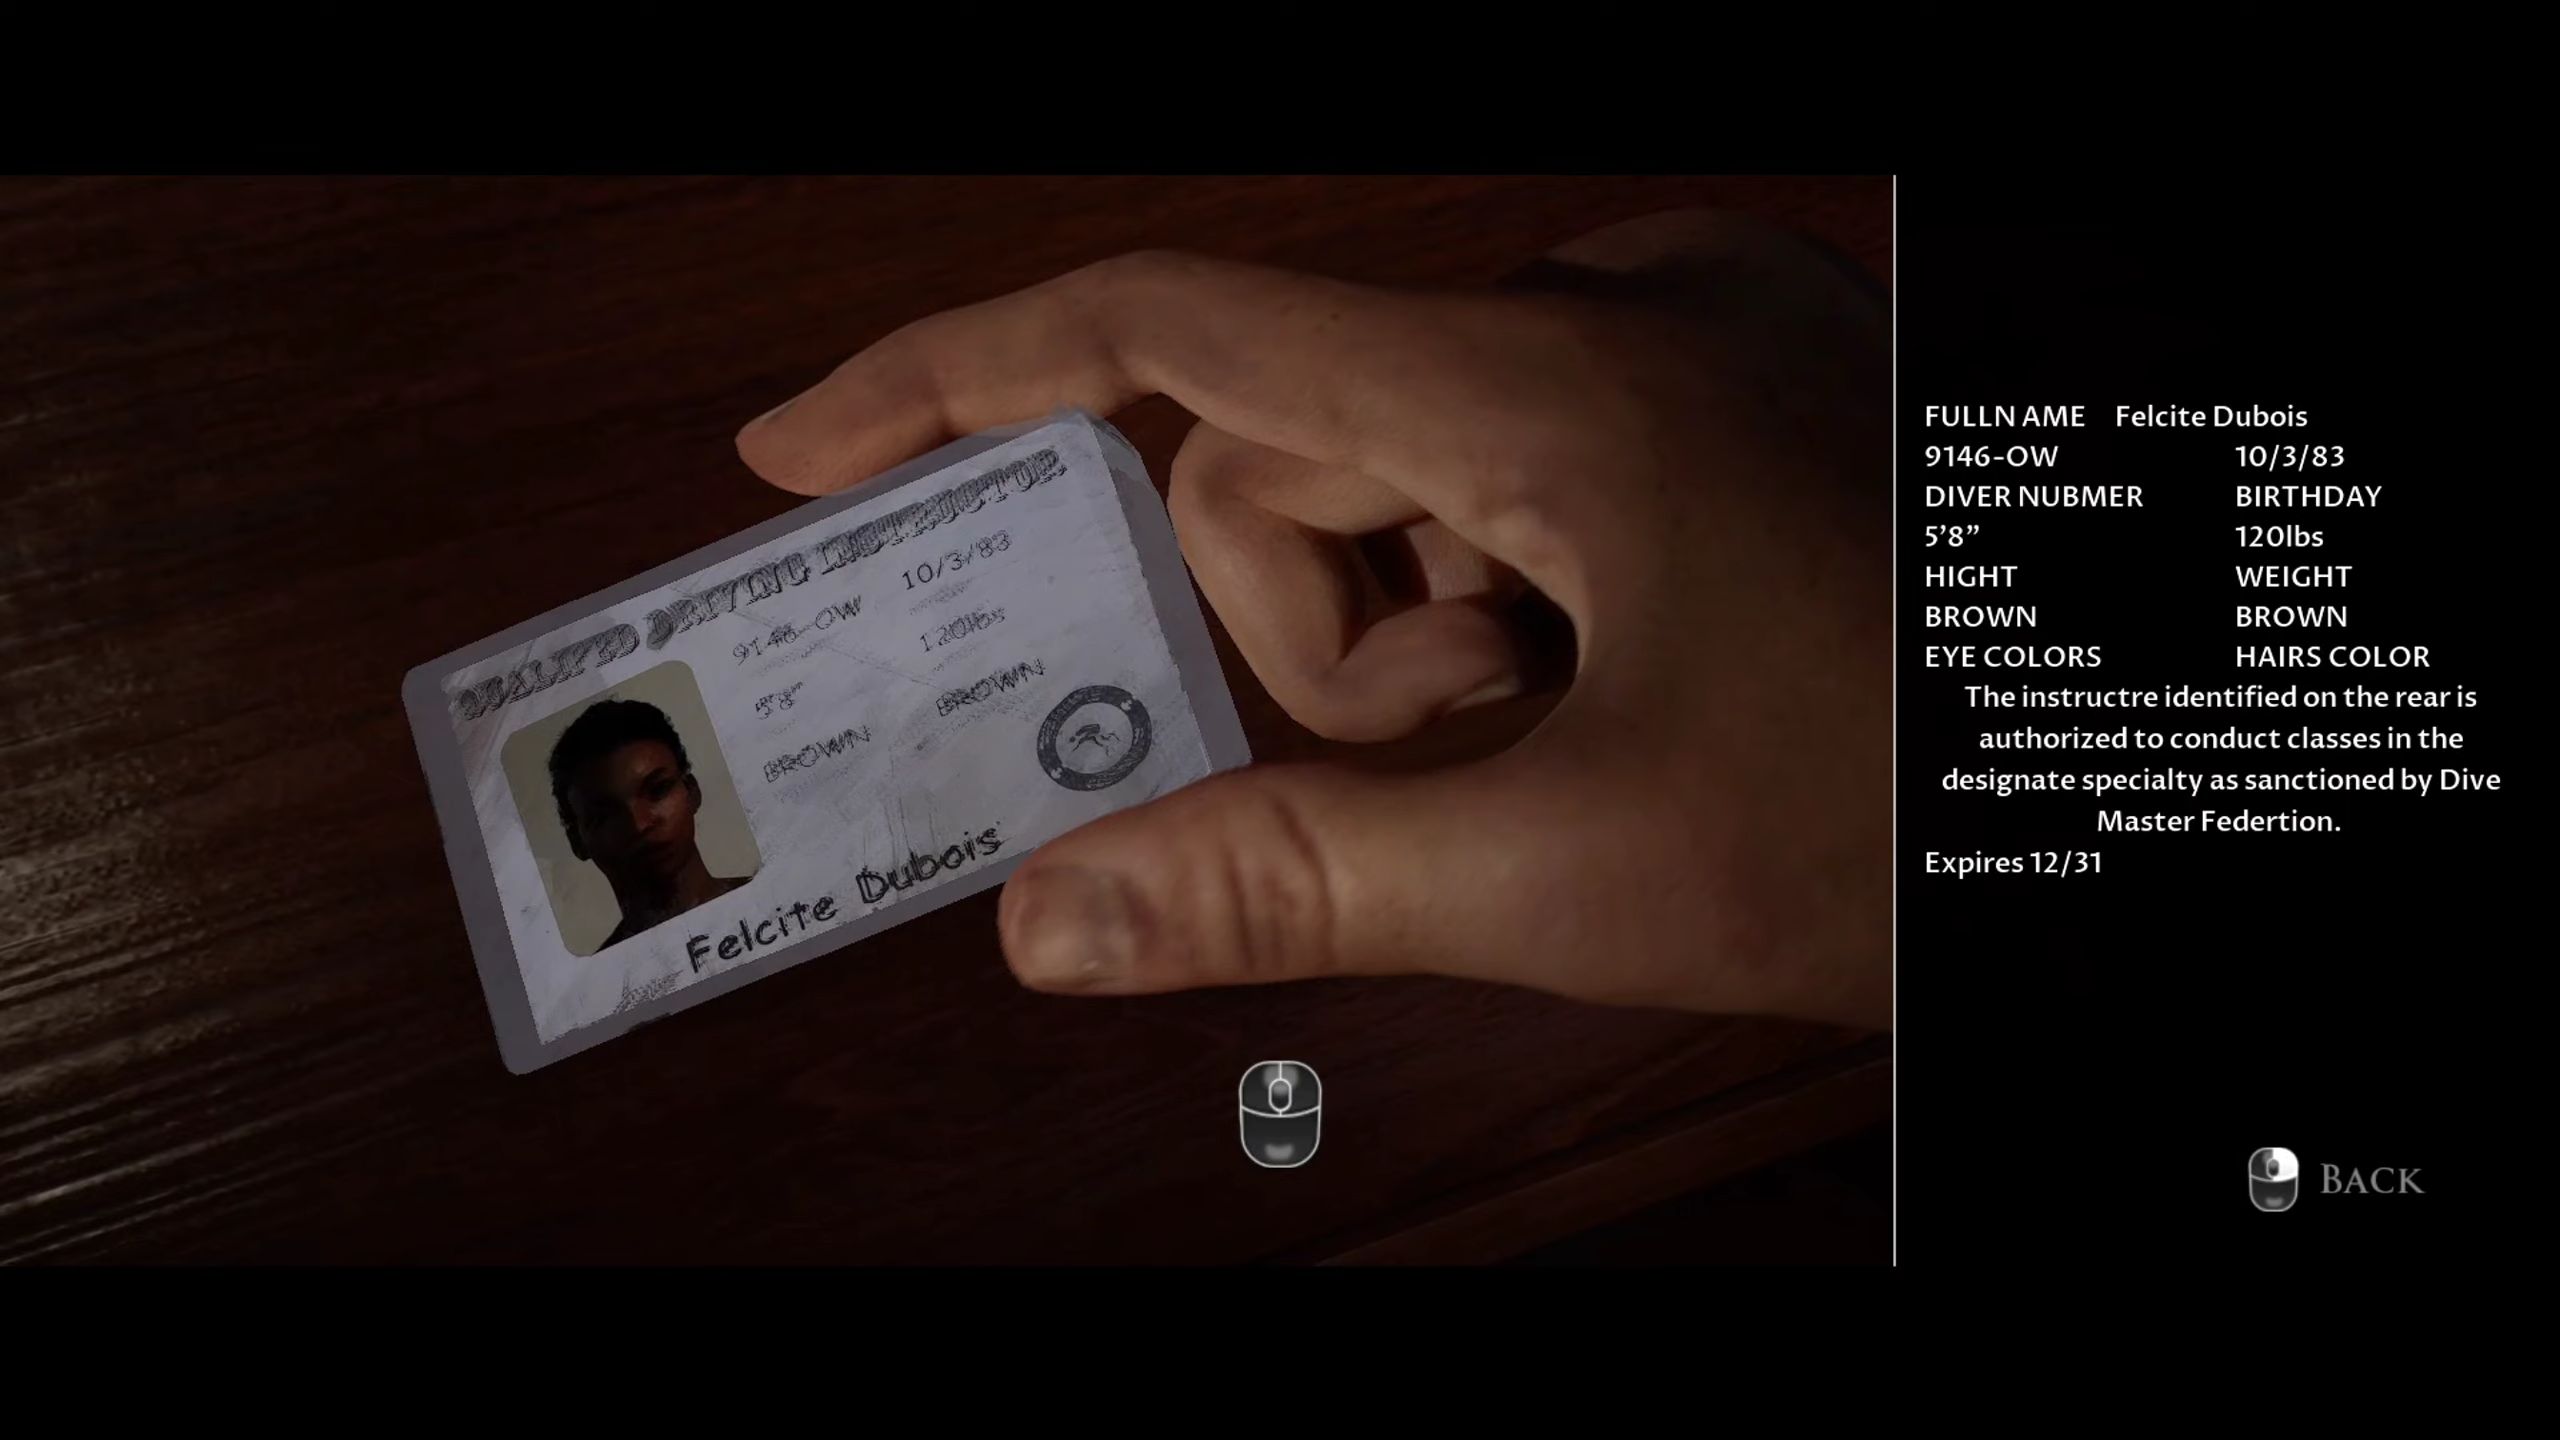 QUALIFED DRIVING INSTRUCTOR
9146-OW 10/3/83
5'8" 120lbs
BROWN BROWN
Felcite Dubois
FULLN AME Felcite Dubois
9146-OW 10/3/83
DIVER NUBMER BIRTHDAY
5’8” 120lbs
HIGHT WEIGHT
BROWN BROWN
EYE COLORS HAIRS COLOR
The instructre identified on the rear is
authorized to conduct classes in the
designate specialty as sanctioned by Dive
Master Federtion.
Expires 12/31
BACK